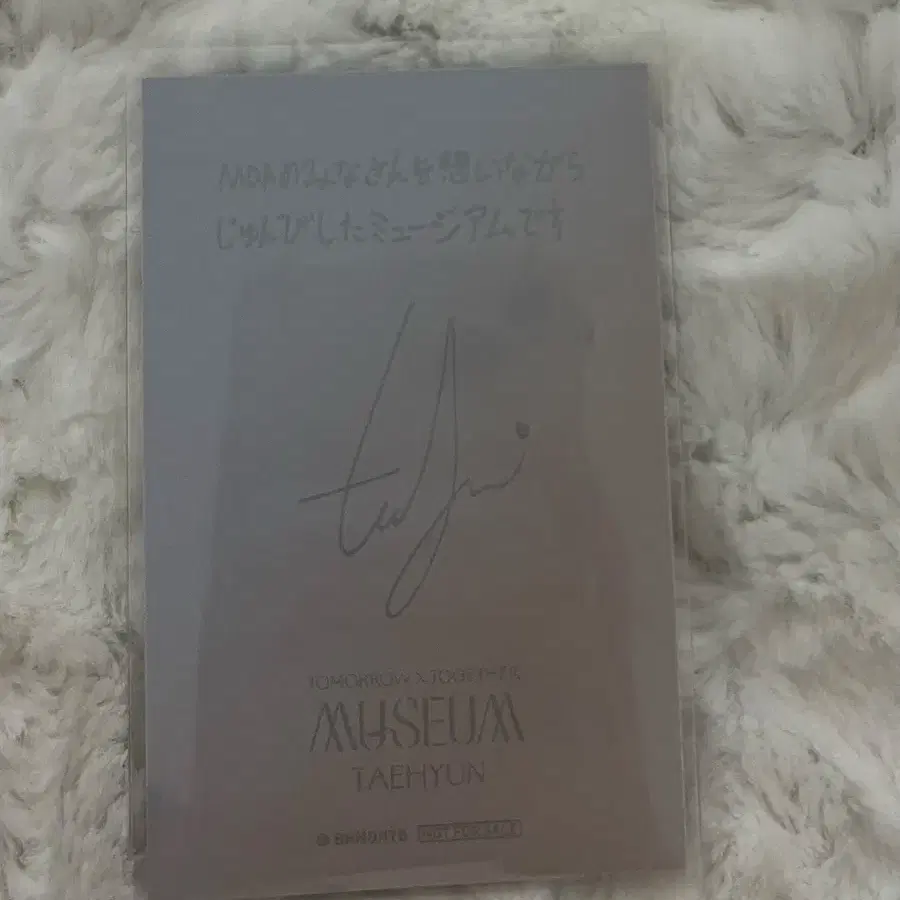 MOAのみなさんを想いながら
じゅんびしたミュージアムです
TOMORROW X TOGETHER
MUSEUM
TAEHYUN
NOT FOR SALE